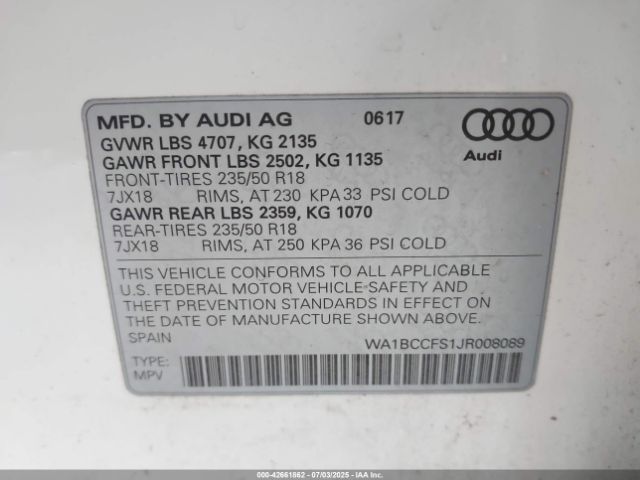 MFD. BY AUDI AG 0617
GVWR LBS 4707, KG 2135
GAWR FRONT LBS 2502, KG 1135
FRONT-TIRES 235/50 R18
7JX18 RIMS, AT 230 KPA 33 PSI COLD
GAWR REAR LBS 2359, KG 1070
REAR-TIRES 235/50 R18
7JX18 RIMS, AT 250 KPA 36 PSI COLD
Audi
THIS VEHICLE CONFORMS TO ALL APPLICABLE
U.S. FEDERAL MOTOR VEHICLE SAFETY AND
THEFT PREVENTION STANDARDS IN EFFECT ON
THE DATE OF MANUFACTURE SHOWN ABOVE.
SPAIN WA1BCCFS1JR008089
TYPE:
MPV
000-42661862 - 07/03/2025 - IAAI.COM